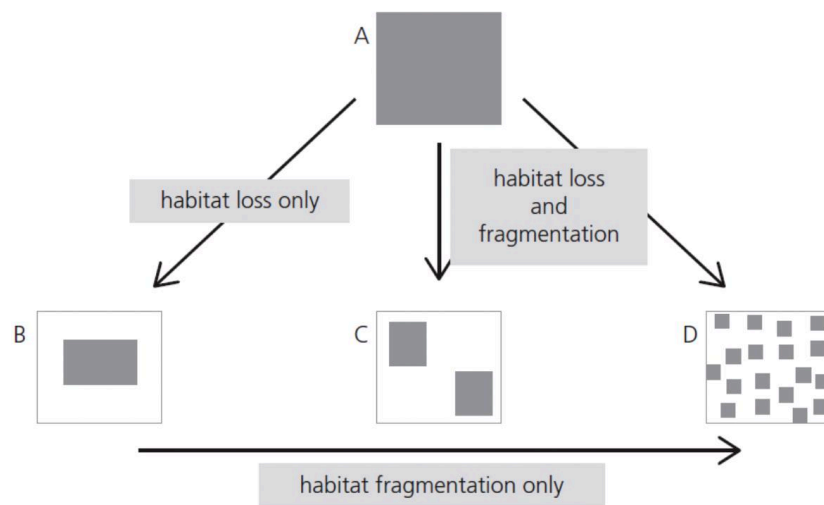 A
habitat loss only
habitat loss
and
fragmentation
B
C
D
habitat fragmentation only